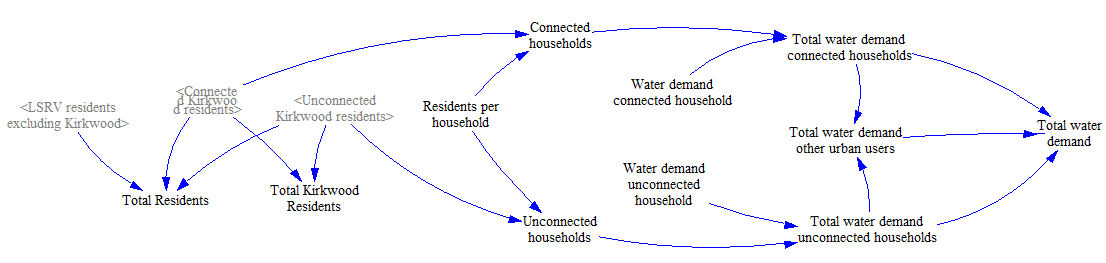 Connected
households
Total water demand
connected households
<Connecte
d Kirkwoo
d residents>
<LSRV residents
excluding Kirkwood>
<Unconnected
Kirkwood residents>
Residents per
household
Water demand
connected household
Total water demand
other urban users
Total water
demand
Water demand
unconnected
household
Total Residents
Total Kirkwood
Residents
Unconnected
households
Total water demand
unconnected households